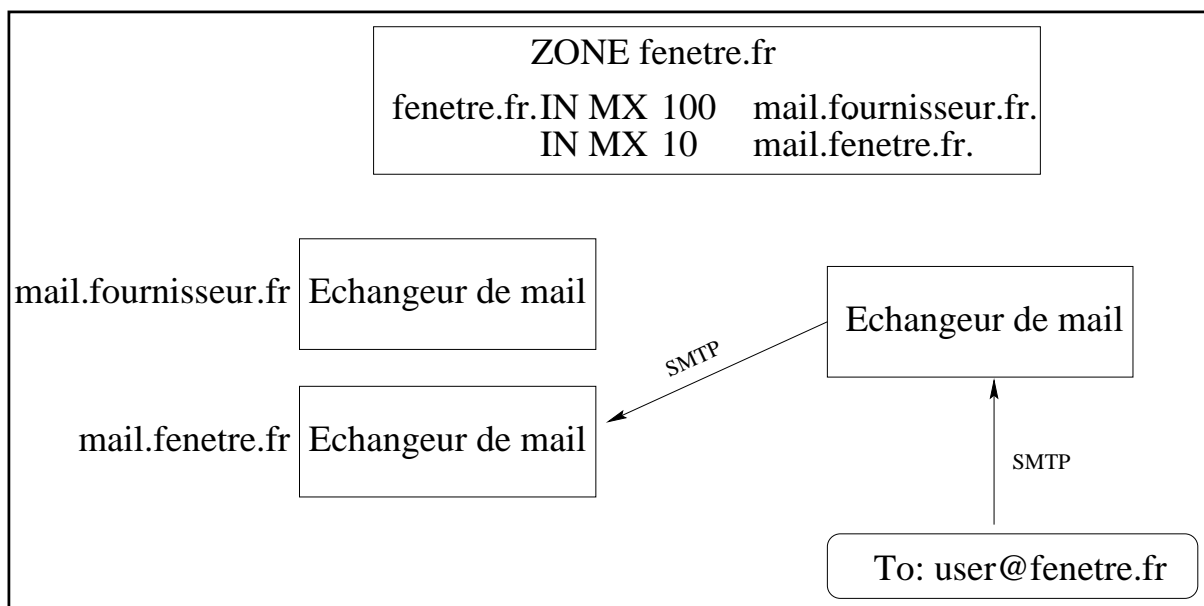 ZONE fenetre.fr
fenetre.fr. IN MX 100 mail.fournisseur.fr.
IN MX 10 mail.fenetre.fr.
mail.fournisseur.fr Echangeur de mail
Echangeur de mail
SMTP
mail.fenetre.fr Echangeur de mail
SMTP
To: user@fenetre.fr